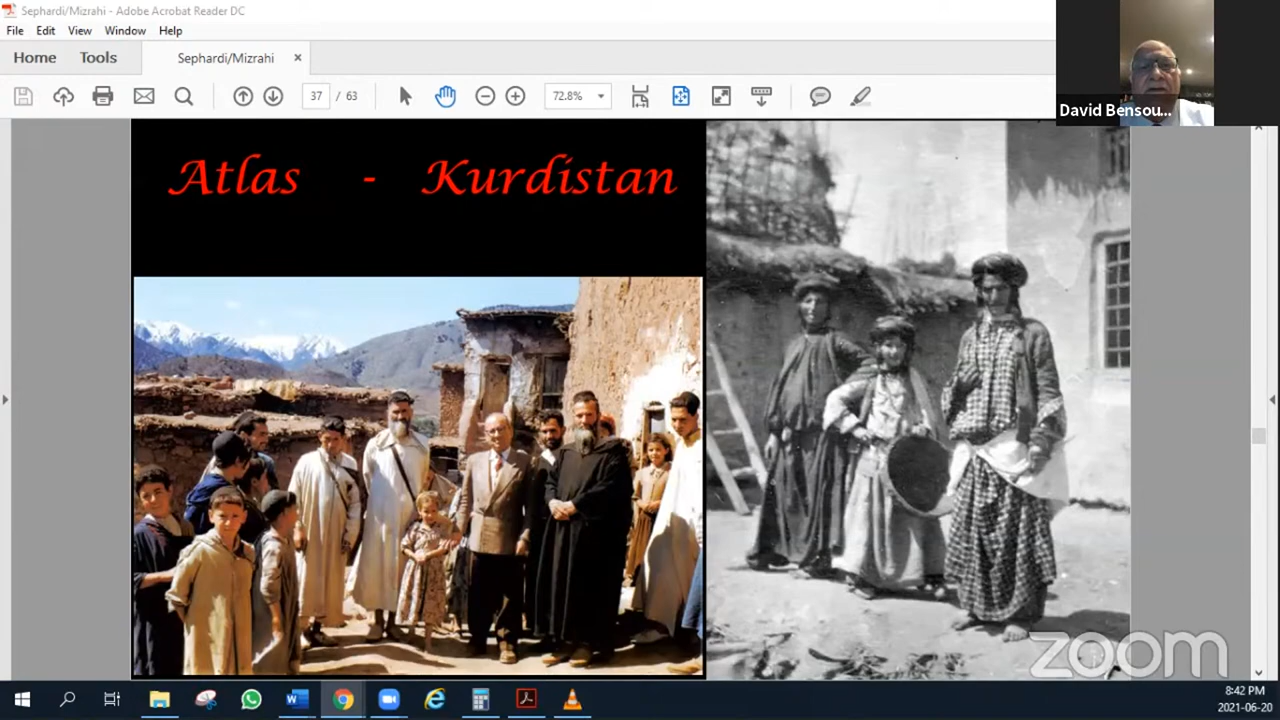 Sephardi/Mizrahi - Adobe Acrobat Reader DC
File Edit View Window Help
Home Tools Sephardi/Mizrahi ×
37 / 63 72.8%
David Bensou...
Atlas - Kurdistan
zoom
8:42 PM
2021-06-20